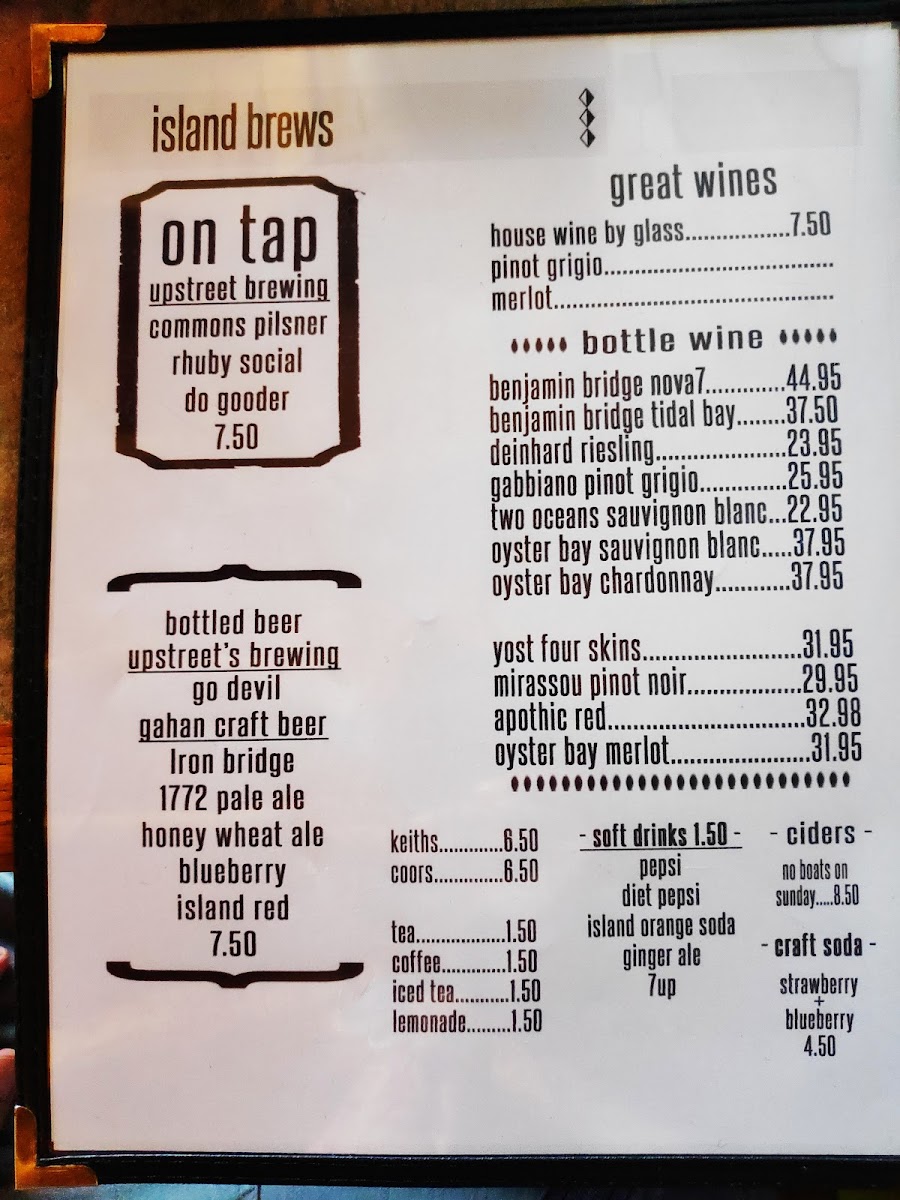 island brews
on tap
upstreet brewing
commons pilsner
rhuby social
do gooder
7.50
bottled beer
upstreet's brewing
go devil
gahan craft beer
Iron bridge
1772 pale ale
honey wheat ale
blueberry
island red
7.50
great wines
house wine by glass..................7.50
pinot grigio.......................................
merlot...............................................
bottle wine
benjamin bridge nova7.............44.95
benjamin bridge tidal bay........37.50
deinhard riesling......................23.95
gabbiano pinot grigio..............25.95
two oceans sauvignon blanc...22.95
oyster bay sauvignon blanc.....37.95
oyster bay chardonnay............37.95
yost four skins..........................31.95
mirassou pinot noir...................29.95
apothic red................................32.98
oyster bay merlot.......................31.95
keiths.............6.50
coors..............6.50
tea...................1.50
coffee..............1.50
iced tea............1.50
lemonade.........1.50
- soft drinks 1.50 -
pepsi
diet pepsi
island orange soda
ginger ale
7up
- ciders -
no boats on
sunday.....8.50
- craft soda -
strawberry
+
blueberry
4.50